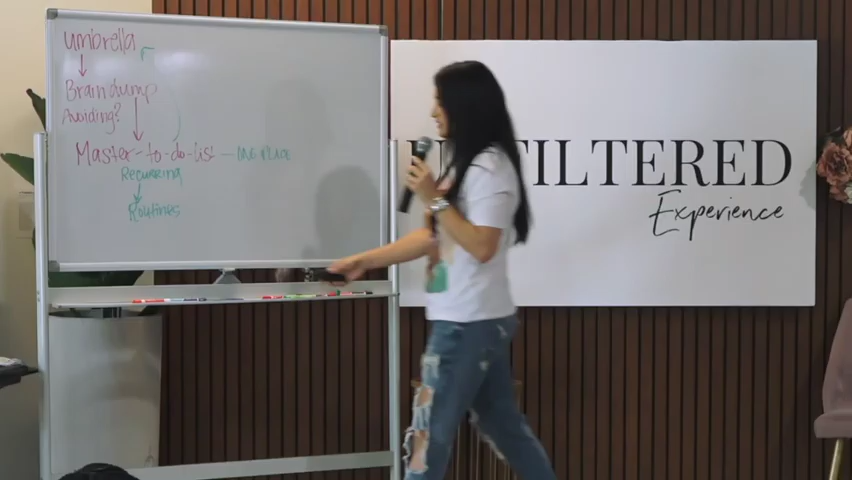 umbrella
Brain dump
Avoiding?
Master-to-do-list - ONE PLACE
Recurring
Routines
UNFILTERED
Experience